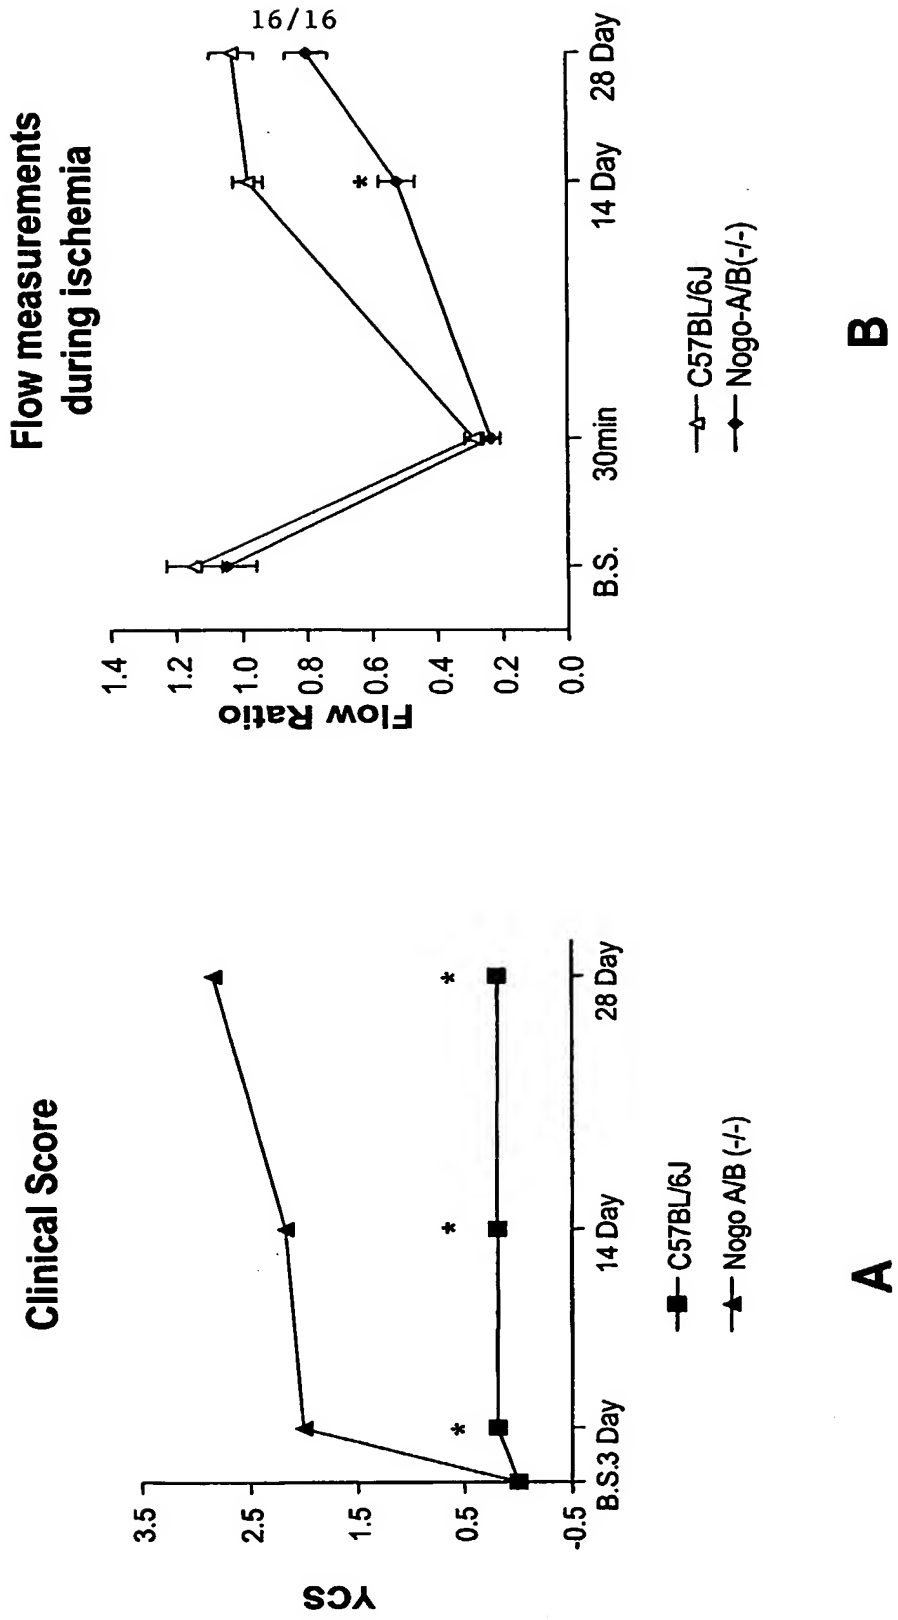 16/16
Clinical Score
YCS
3.5
2.5
1.5
0.5
-0.5
*
*
*
B.S.
3 Day
14 Day
28 Day
C57BL/6J
Nogo A/B (-/-)
A
Flow measurements
during ischemia
Flow Ratio
1.4
1.2
1.0
0.8
0.6
0.4
0.2
0.0
*
B.S.
30min
14 Day
28 Day
C57BL/6J
Nogo-A/B(-/-)
B